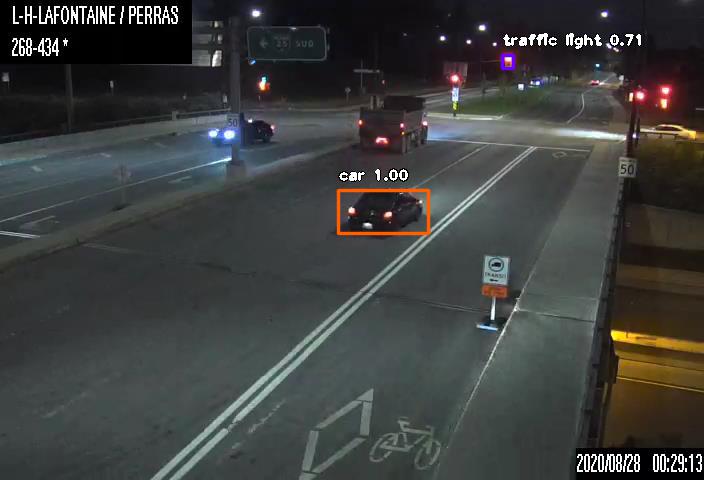 L-H-LAFONTAINE / PERRAS
268-434 *
traffic light 0.71
25 SUD
50
car 1.00
50
TRANSIT
2020/08/28 00:29:13